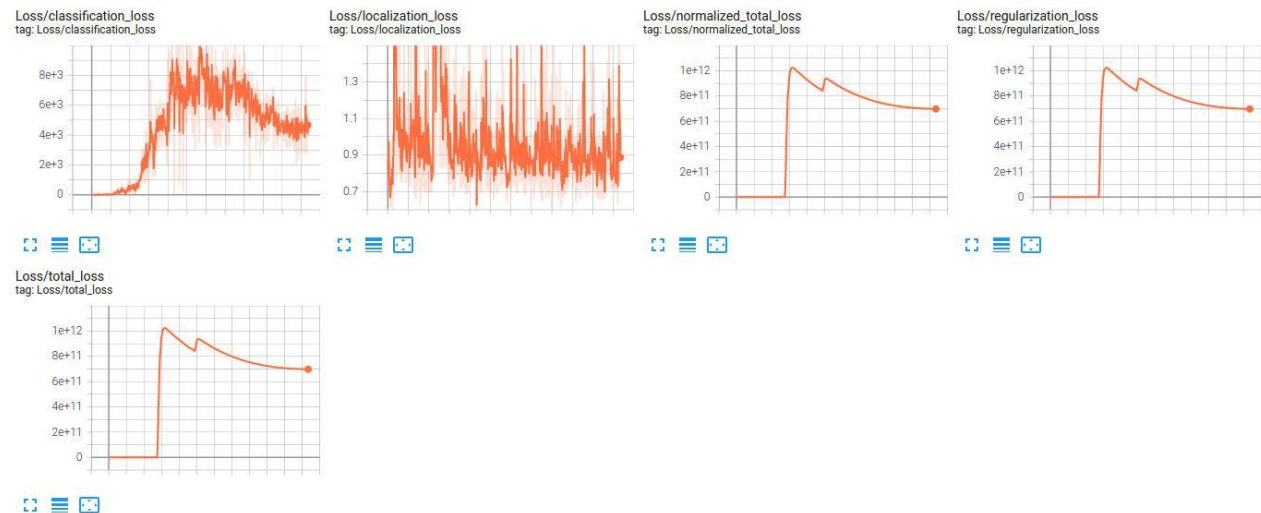 Loss/classification_loss
tag: Loss/classification_loss
8e+3
6e+3
4e+3
2e+3
0
Loss/localization_loss
tag: Loss/localization_loss
1.3
1.1
0.9
0.7
Loss/normalized_total_loss
tag: Loss/normalized_total_loss
1e+12
8e+11
6e+11
4e+11
2e+11
0
Loss/regularization_loss
tag: Loss/regularization_loss
1e+12
8e+11
6e+11
4e+11
2e+11
0
Loss/total_loss
tag: Loss/total_loss
1e+12
8e+11
6e+11
4e+11
2e+11
0